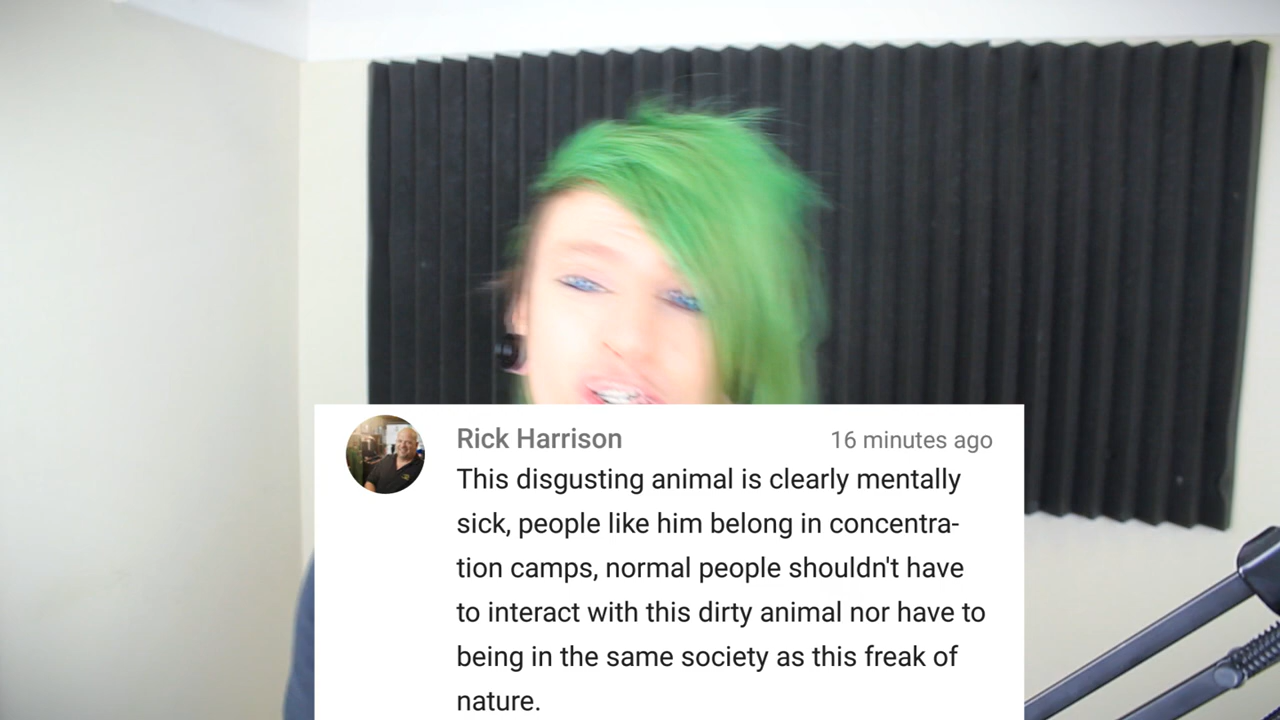 Rick Harrison 16 minutes ago
This disgusting animal is clearly mentally
sick, people like him belong in concentra-
tion camps, normal people shouldn't have
to interact with this dirty animal nor have to
being in the same society as this freak of
nature.